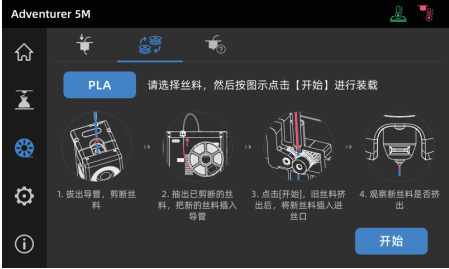 Adventurer 5M
PLA
请选择丝料，然后按图示点击【开始】进行装载
1. 拔出导管，剪断丝
料
2. 抽出已剪断的丝
料，把新的丝料插入
导管
3. 点击[开始]，旧丝料挤
出后，将新丝料插入进
丝口
4. 观察新丝料是否挤
出
开始